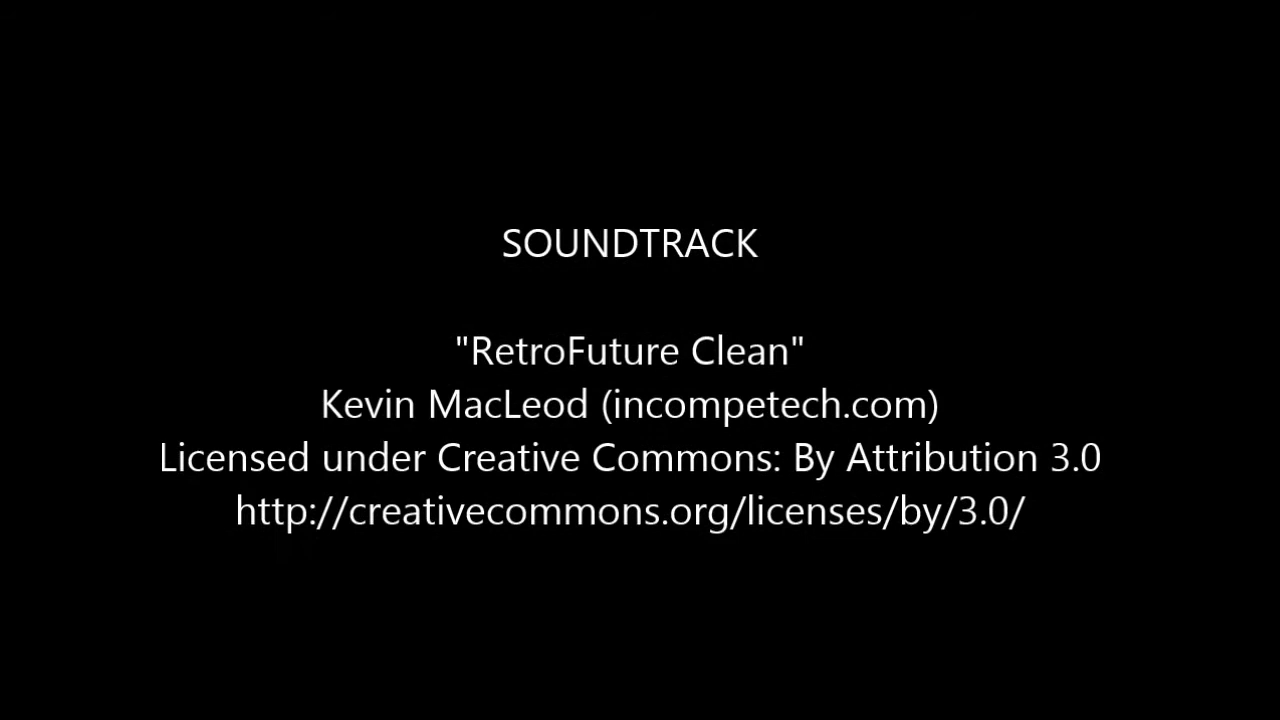 SOUNDTRACK
"RetroFuture Clean"
Kevin MacLeod (incompetech.com)
Licensed under Creative Commons: By Attribution 3.0
http://creativecommons.org/licenses/by/3.0/